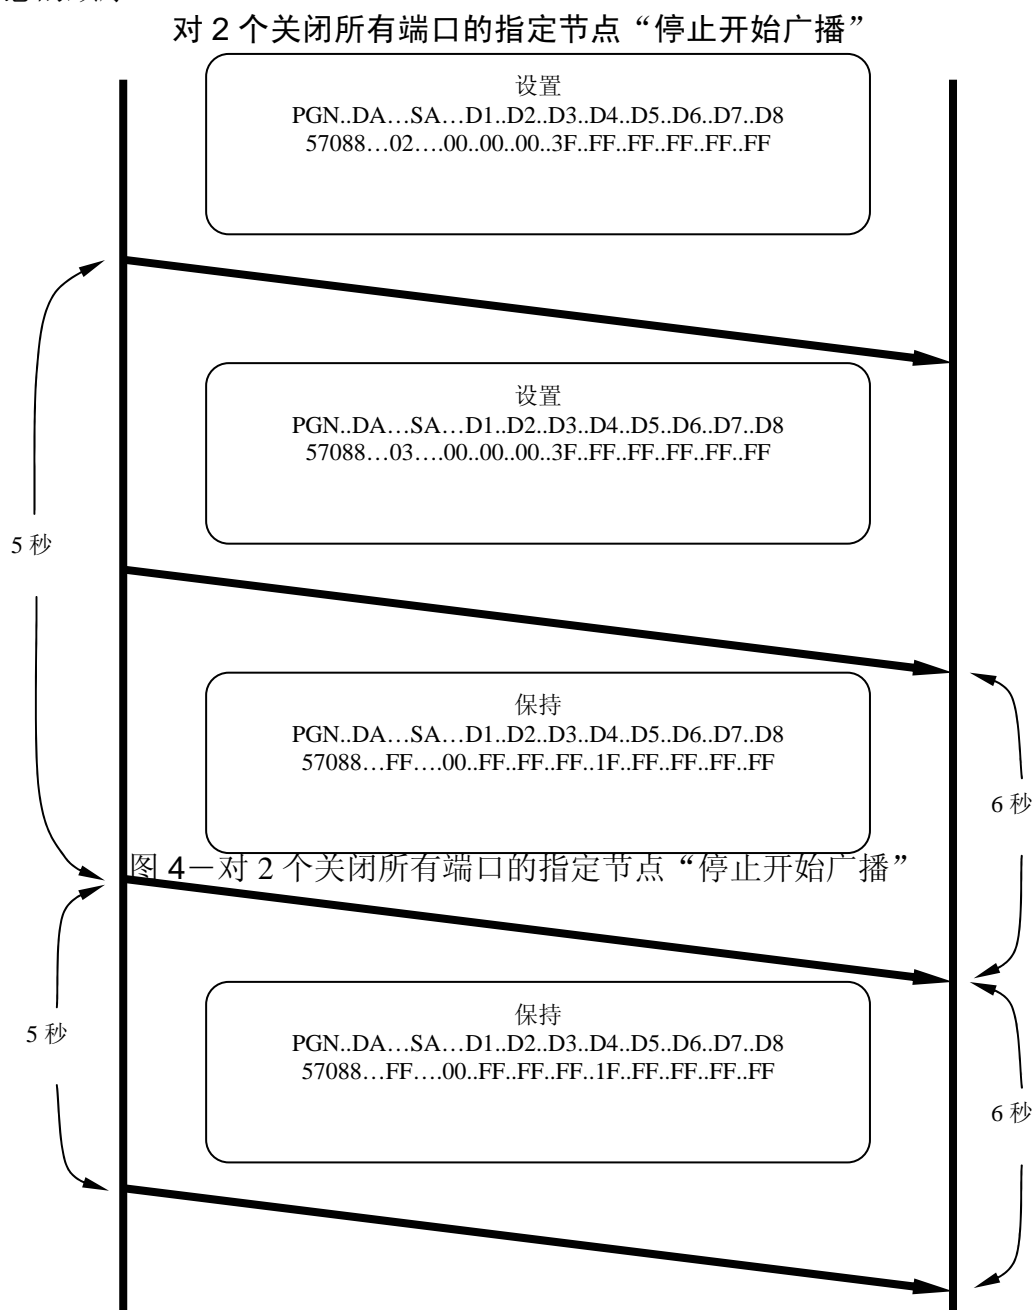 对 2 个关闭所有端口的指定节点“停止开始广播”
设置
PGN..DA…SA…D1..D2..D3..D4..D5..D6..D7..D8
57088…02….00..00..00..3F..FF..FF..FF..FF..FF
设置
PGN..DA…SA…D1..D2..D3..D4..D5..D6..D7..D8
57088…03….00..00..00..3F..FF..FF..FF..FF..FF
5 秒
保持
PGN..DA…SA…D1..D2..D3..D4..D5..D6..D7..D8
57088…FF….00..FF..FF..FF..1F..FF..FF..FF..FF
6 秒
图 4－对 2 个关闭所有端口的指定节点“停止开始广播”
保持
PGN..DA…SA…D1..D2..D3..D4..D5..D6..D7..D8
57088…FF….00..FF..FF..FF..1F..FF..FF..FF..FF
5 秒
6 秒